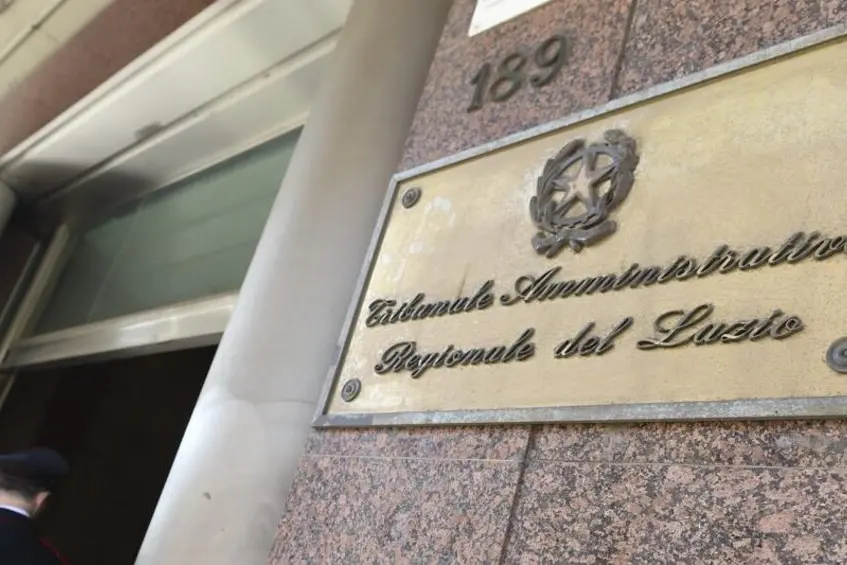 189
Tribunale Amministrativo
Regionale del Lazio